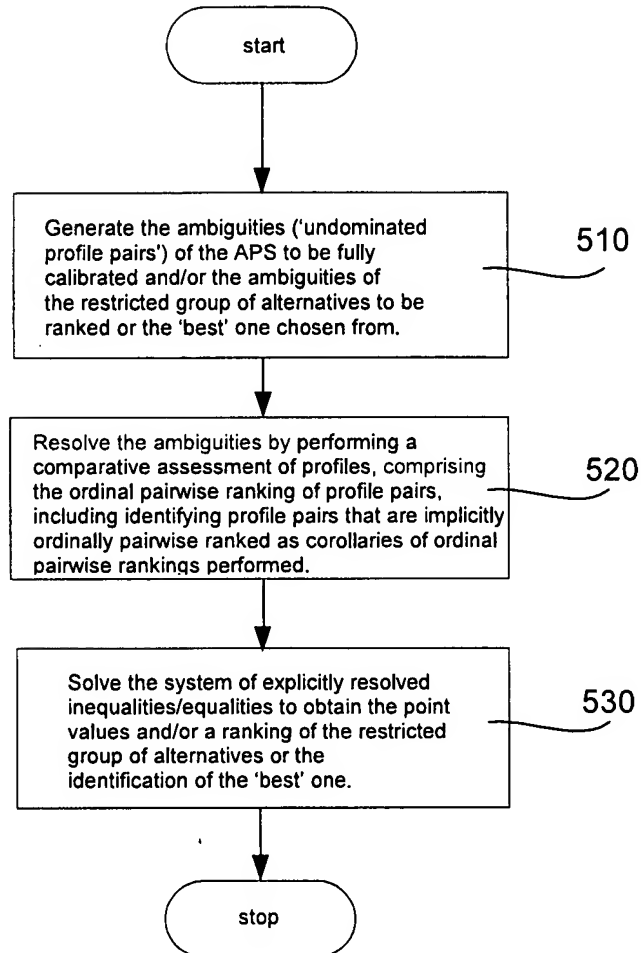 start
Generate the ambiguities (‘undominated
profile pairs’) of the APS to be fully
calibrated and/or the ambiguities of
the restricted group of alternatives to be
ranked or the ‘best’ one chosen from.
510
Resolve the ambiguities by performing a
comparative assessment of profiles, comprising
the ordinal pairwise ranking of profile pairs,
including identifying profile pairs that are implicitly
ordinally pairwise ranked as corollaries of ordinal
pairwise rankings performed.
520
Solve the system of explicitly resolved
inequalities/equalities to obtain the point
values and/or a ranking of the restricted
group of alternatives or the
identification of the ‘best’ one.
530
stop